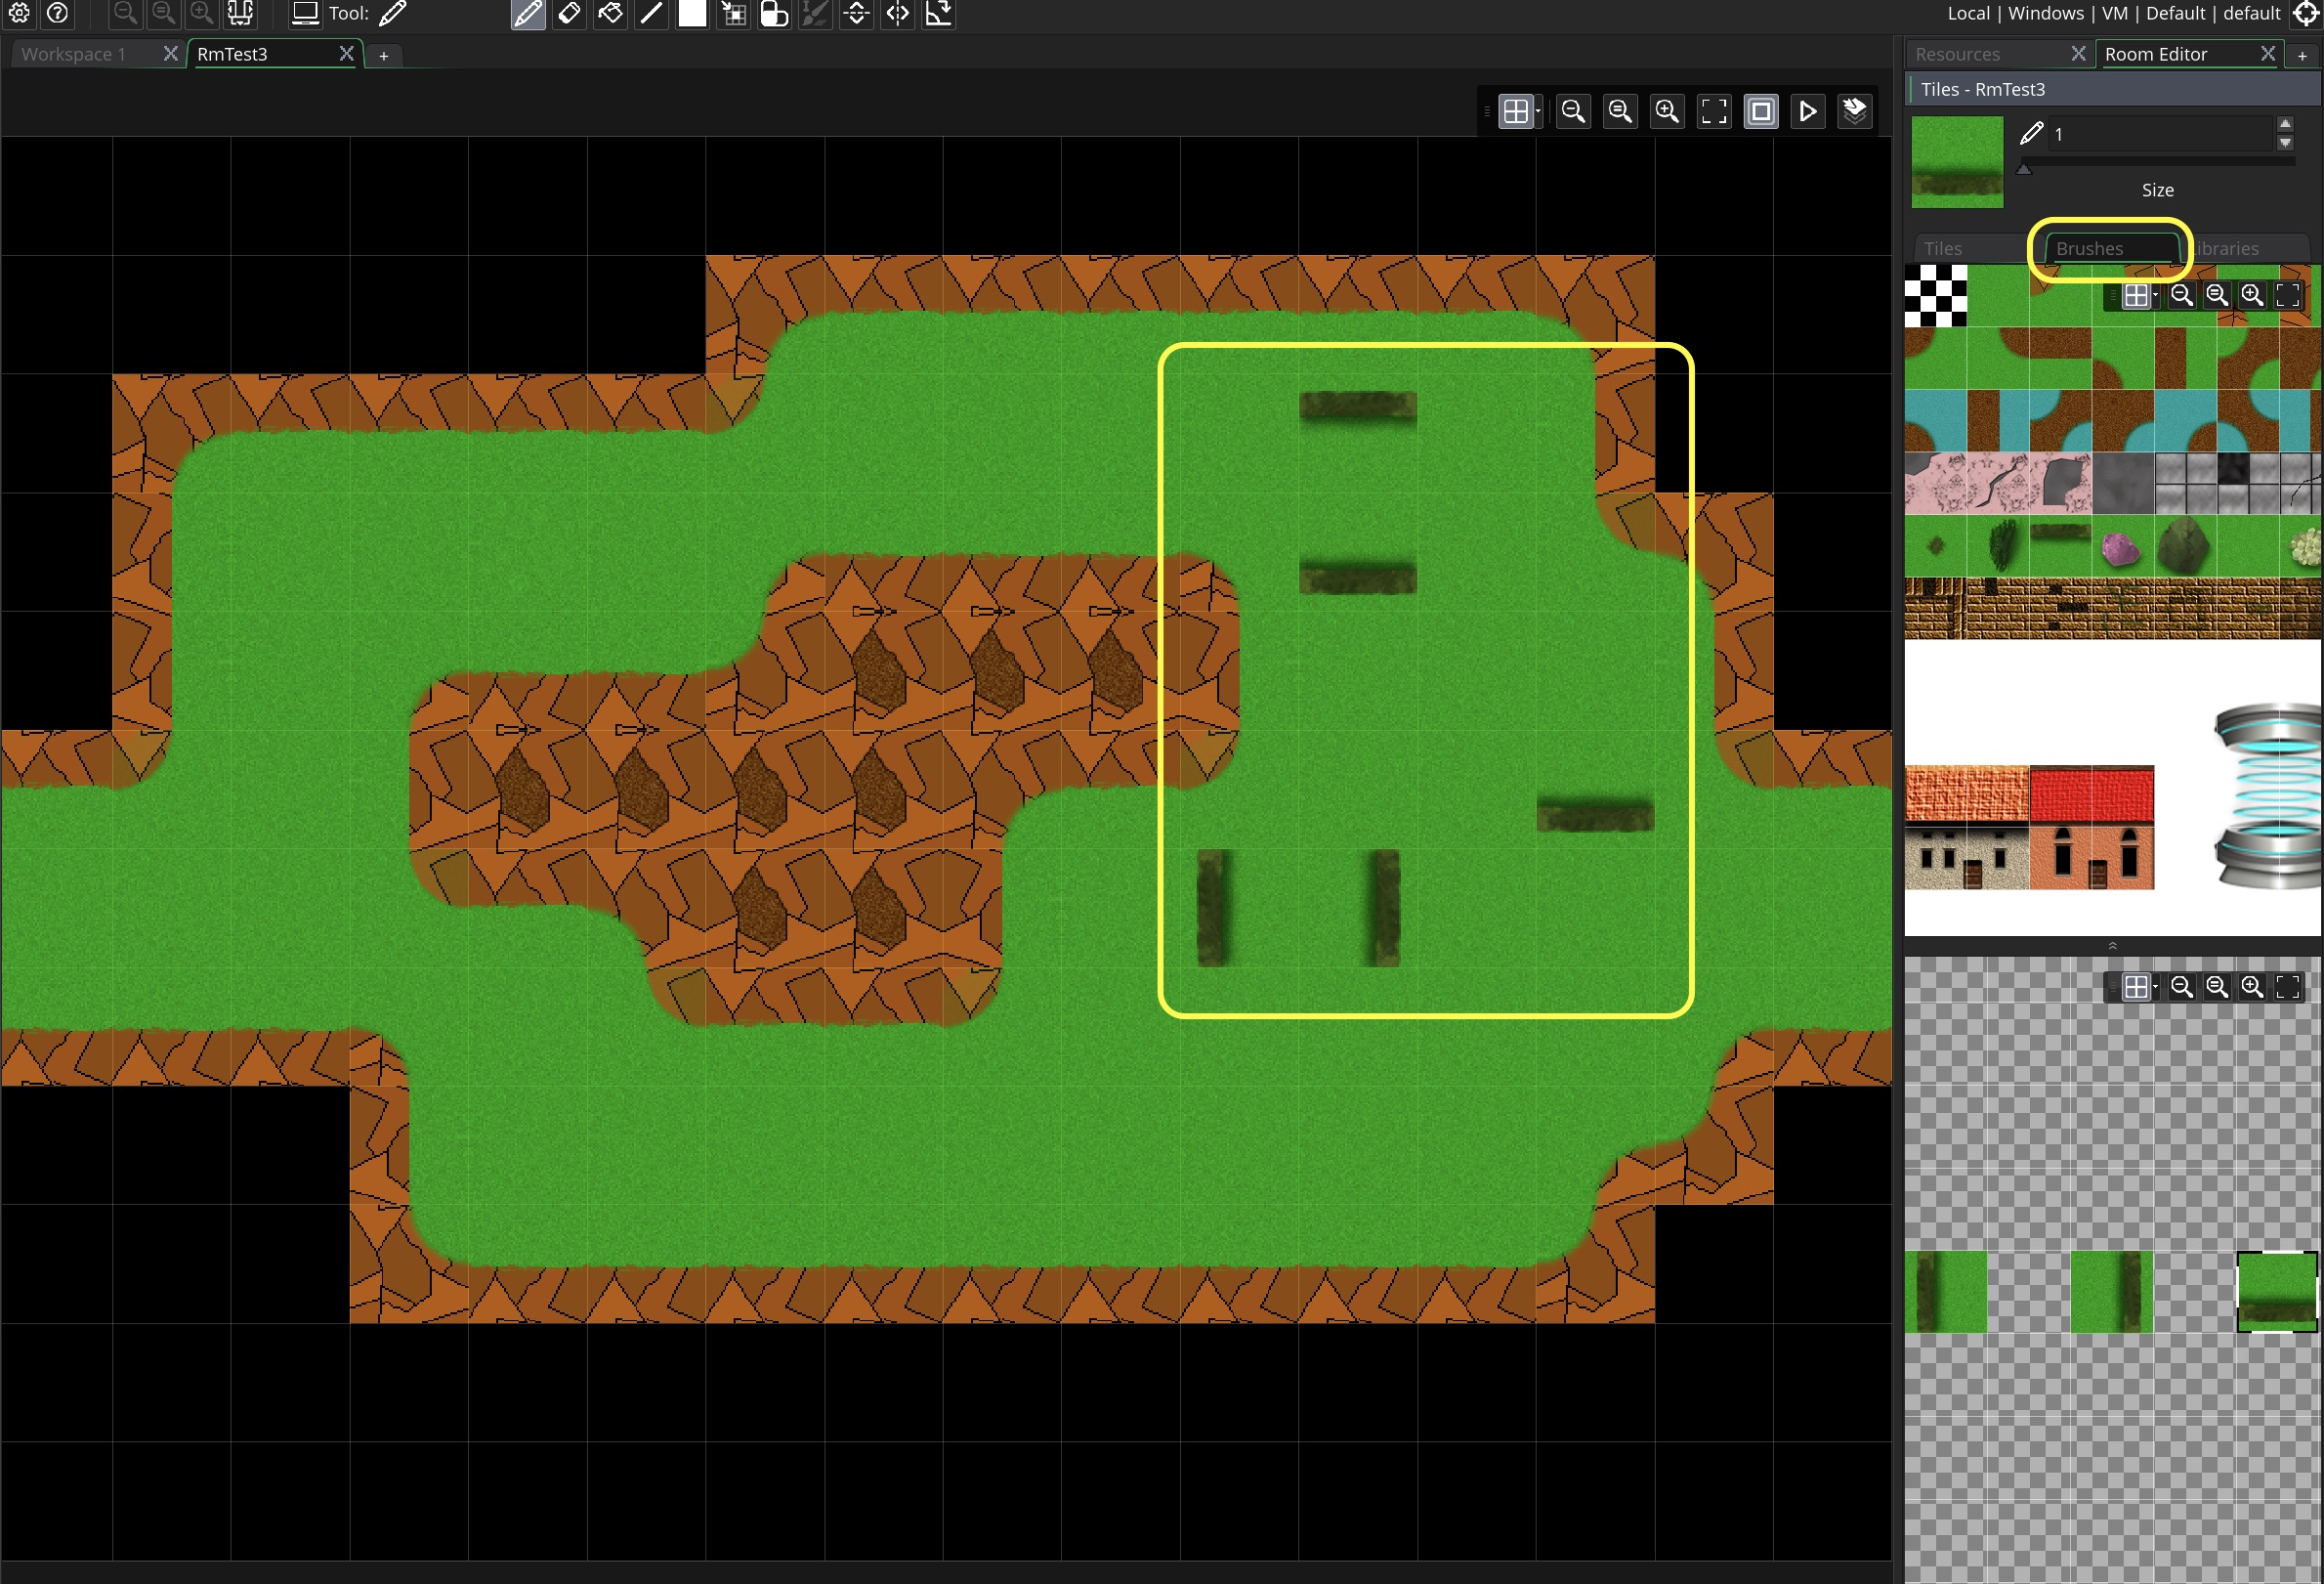 Tool:
Local | Windows | VM | Default | default
Workspace 1
RmTest3
Resources
Room Editor
Tiles - RmTest3
1
Size
Tiles
Brushes
ibraries